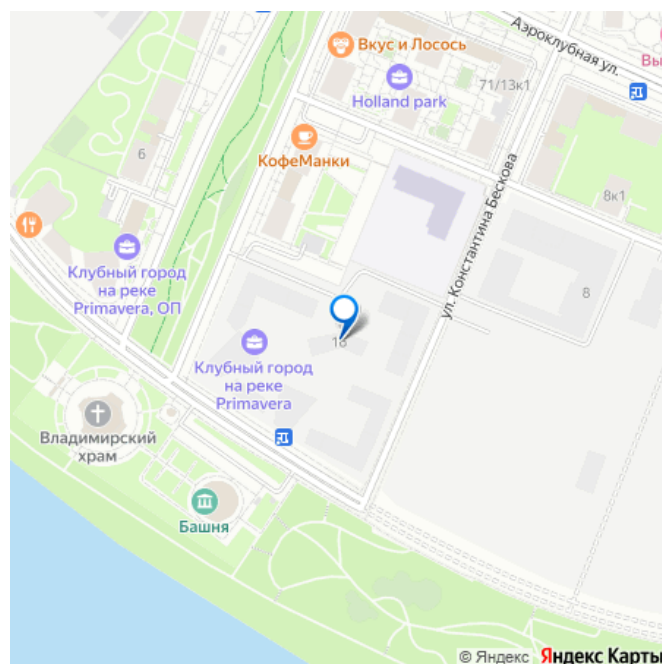 Аэроклубная ул.
Вы
Вкус и Лосось
71/13к1
Holland park
КофеМанки
6
8к1
ул. Константина Бескова
Клубный город
на реке
Primavera, ОП
8
18
Клубный город
на реке
Primavera
Владимирский
храм
Башня
© Яндекс Яндекс Карты